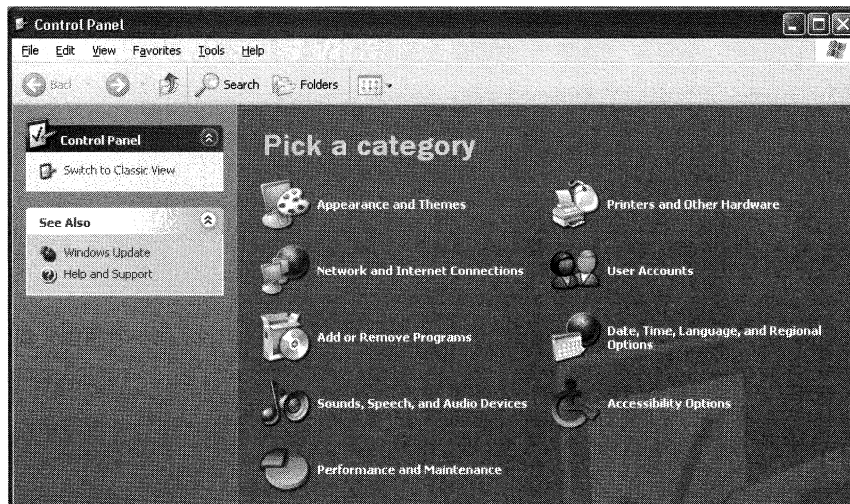 Control Panel
File Edit View Favorites Tools Help
Back Search Folders
Control Panel
Switch to Classic View
See Also
Windows Update
Help and Support
Pick a category
Appearance and Themes
Printers and Other Hardware
Network and Internet Connections
User Accounts
Add or Remove Programs
Date, Time, Language, and Regional
Options
Sounds, Speech, and Audio Devices
Accessibility Options
Performance and Maintenance